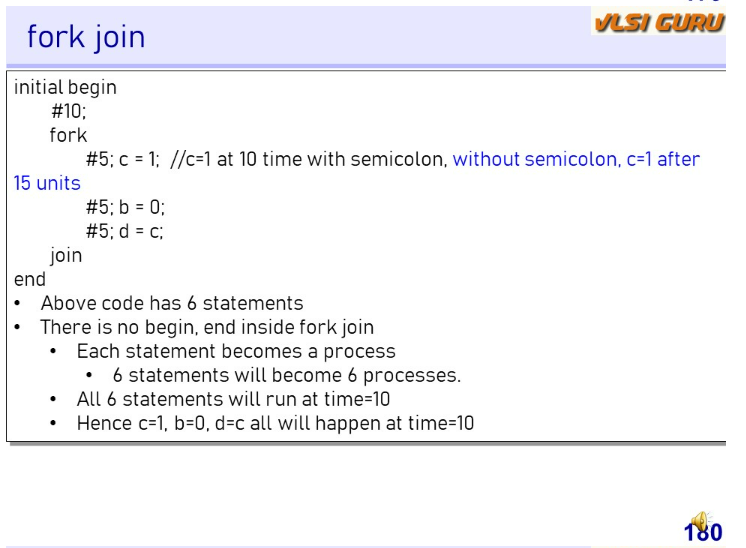 VLSI GURU
fork join
initial begin
#10;
fork
#5; c = 1;  //c=1 at 10 time with semicolon, without semicolon, c=1 after
15 units
#5; b = 0;
#5; d = c;
join
end
• Above code has 6 statements
• There is no begin, end inside fork join
• Each statement becomes a process
• 6 statements will become 6 processes.
• All 6 statements will run at time=10
• Hence c=1, b=0, d=c all will happen at time=10
180